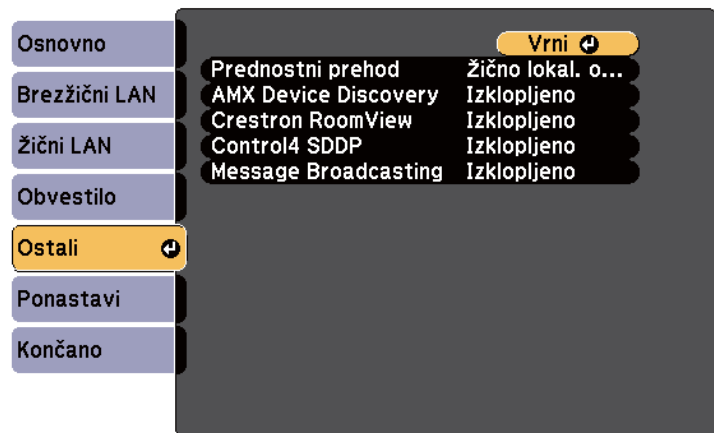 Osnovno
Brezžični LAN
Žični LAN
Obvestilo
Ostali
Ponastavi
Končano
Vrni
Prednostni prehod Žično lokal. o...
AMX Device Discovery Izklopljeno
Crestron RoomView Izklopljeno
Control4 SDDP Izklopljeno
Message Broadcasting Izklopljeno